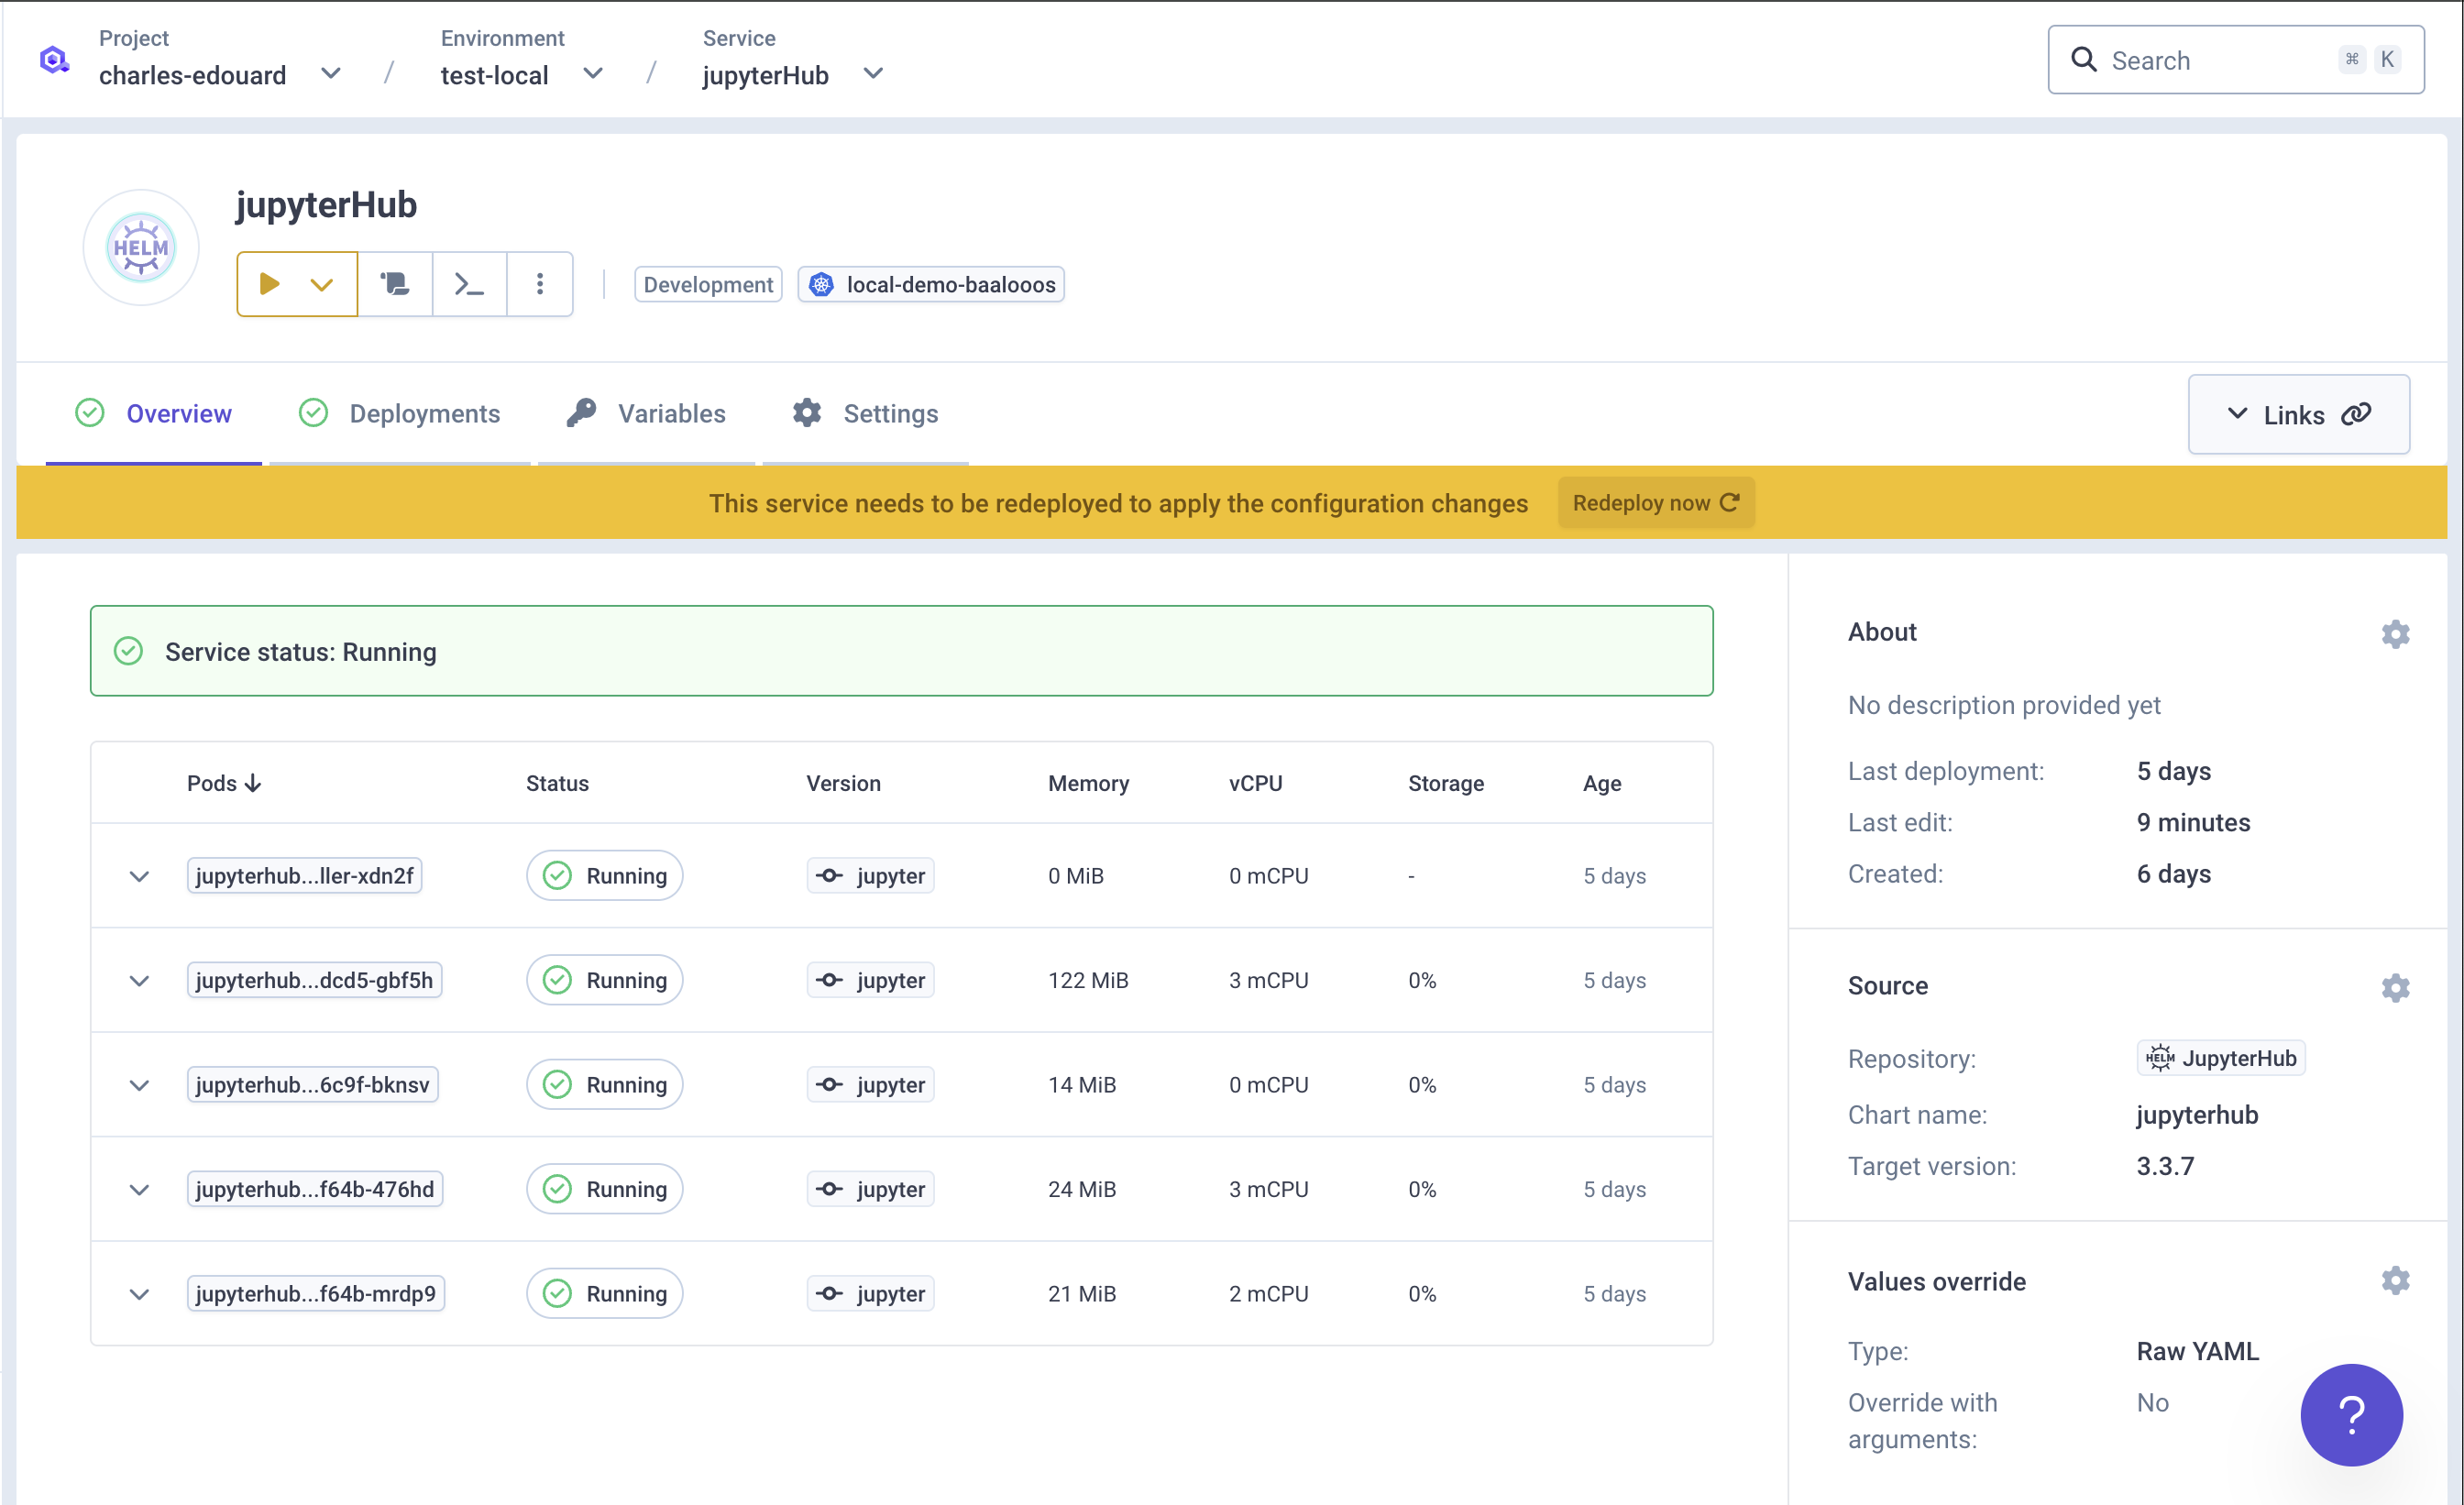 Project
charles-edouard
/
Environment
test-local
/
Service
jupyterHub
Search
⌘ K
HELM
jupyterHub
Development
local-demo-baalooos
Overview
Deployments
Variables
Settings
Links
This service needs to be redeployed to apply the configuration changes
Redeploy now
Service status: Running
Pods Status Version Memory vCPU Storage Age
jupyterhub...ller-xdn2f Running jupyter 0 MiB 0 mCPU - 5 days
jupyterhub...dcd5-gbf5h Running jupyter 122 MiB 3 mCPU 0% 5 days
jupyterhub...6c9f-bknsv Running jupyter 14 MiB 0 mCPU 0% 5 days
jupyterhub...f64b-476hd Running jupyter 24 MiB 3 mCPU 0% 5 days
jupyterhub...f64b-mrdp9 Running jupyter 21 MiB 2 mCPU 0% 5 days
About
No description provided yet
Last deployment: 5 days
Last edit: 9 minutes
Created: 6 days
Source
Repository: HELM JupyterHub
Chart name: jupyterhub
Target version: 3.3.7
Values override
Type: Raw YAML
Override with No
arguments:
?